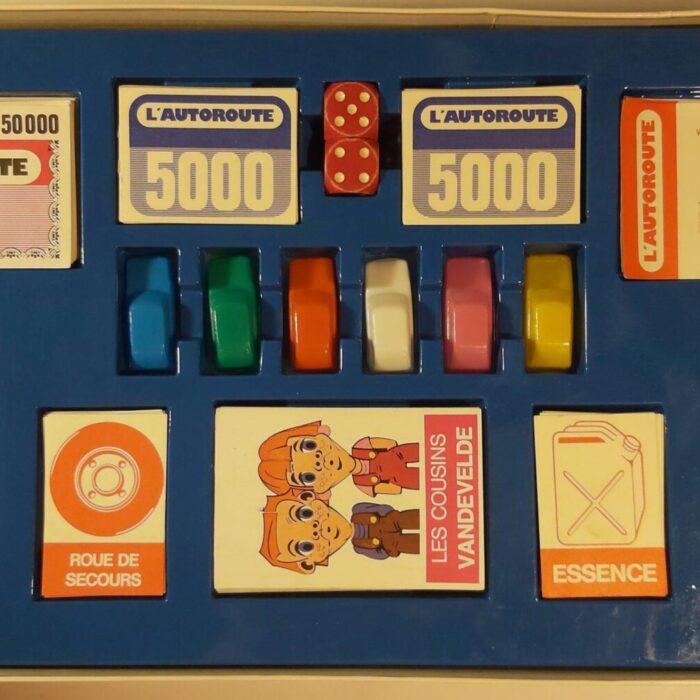 50000
TE
L'AUTOROUTE
5000
L'AUTOROUTE
5000
L'AUTOROUTE
ROUE DE
SECOURS
LES COUSINS
VANDEVELDE
ESSENCE